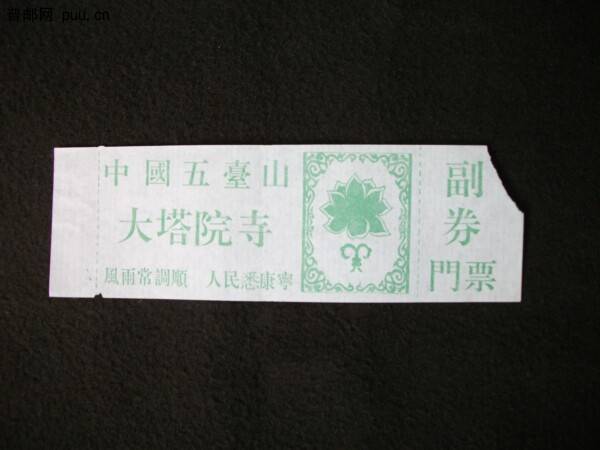 普邮网 puu.cn
中國五臺山
大塔院寺
風雨常調順 人民悉康寧
副
券
門票